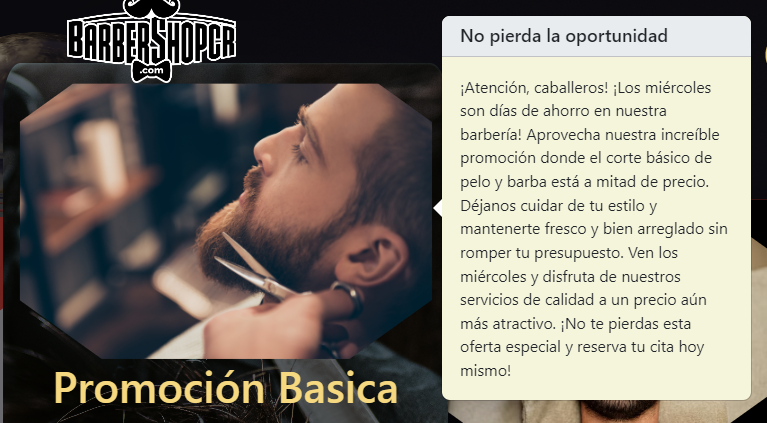 BARBERSHOPCR
.com
Promoción Basica
No pierda la oportunidad
¡Atención, caballeros! ¡Los miércoles
son días de ahorro en nuestra
barbería! Aprovecha nuestra increíble
promoción donde el corte básico de
pelo y barba está a mitad de precio.
Déjanos cuidar de tu estilo y
mantenerte fresco y bien arreglado sin
romper tu presupuesto. Ven los
miércoles y disfruta de nuestros
servicios de calidad a un precio aún
más atractivo. ¡No te pierdas esta
oferta especial y reserva tu cita hoy
mismo!